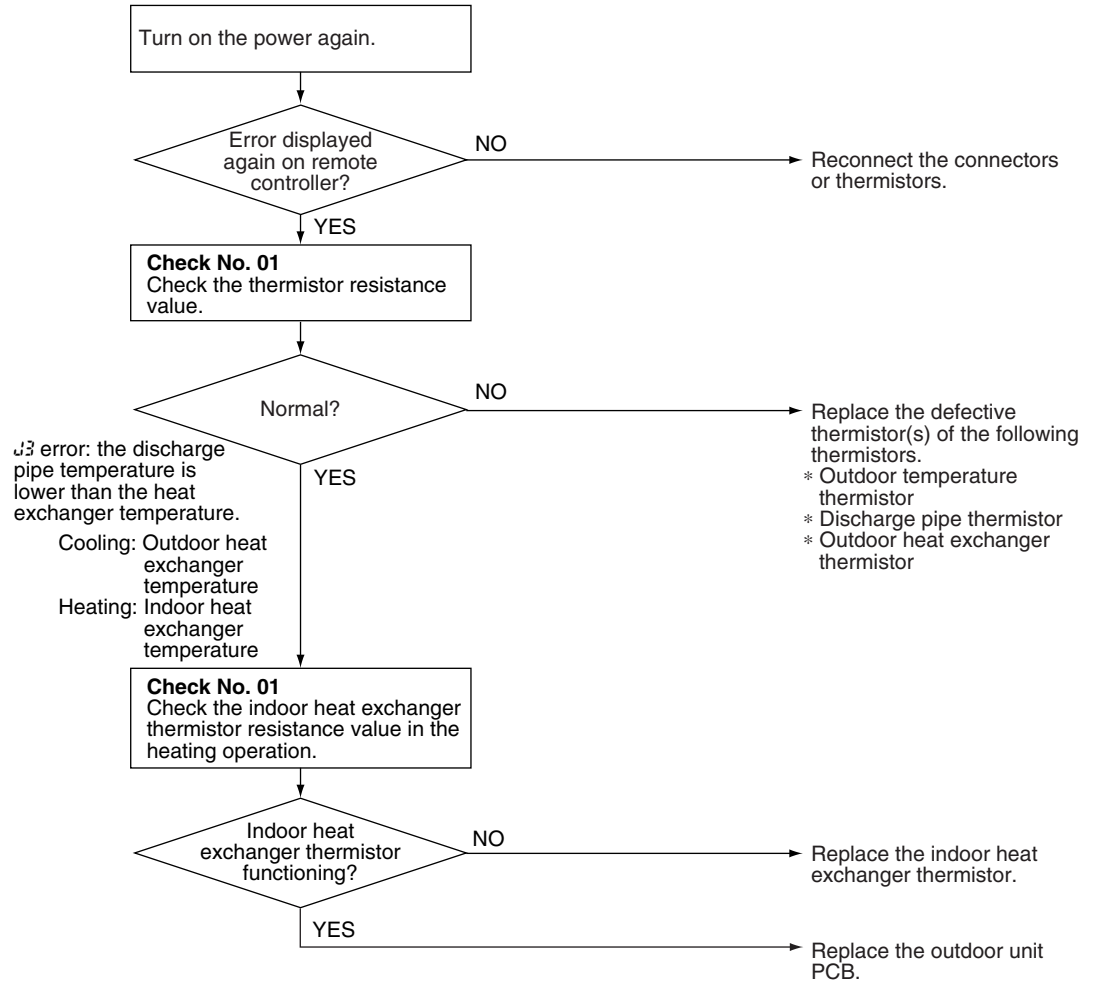 Turn on the power again.
Error displayed
again on remote
controller?
NO
Reconnect the connectors
or thermistors.
YES
Check No. 01
Check the thermistor resistance
value.
Normal?
NO
Replace the defective
thermistor(s) of the following
thermistors.
* Outdoor temperature
thermistor
* Discharge pipe thermistor
* Outdoor heat exchanger
thermistor
YES
J3 error: the discharge
pipe temperature is
lower than the heat
exchanger temperature.
Cooling: Outdoor heat
exchanger
temperature
Heating: Indoor heat
exchanger
temperature
Check No. 01
Check the indoor heat exchanger
thermistor resistance value in the
heating operation.
Indoor heat
exchanger thermistor
functioning?
NO
Replace the indoor heat
exchanger thermistor.
YES
Replace the outdoor unit
PCB.